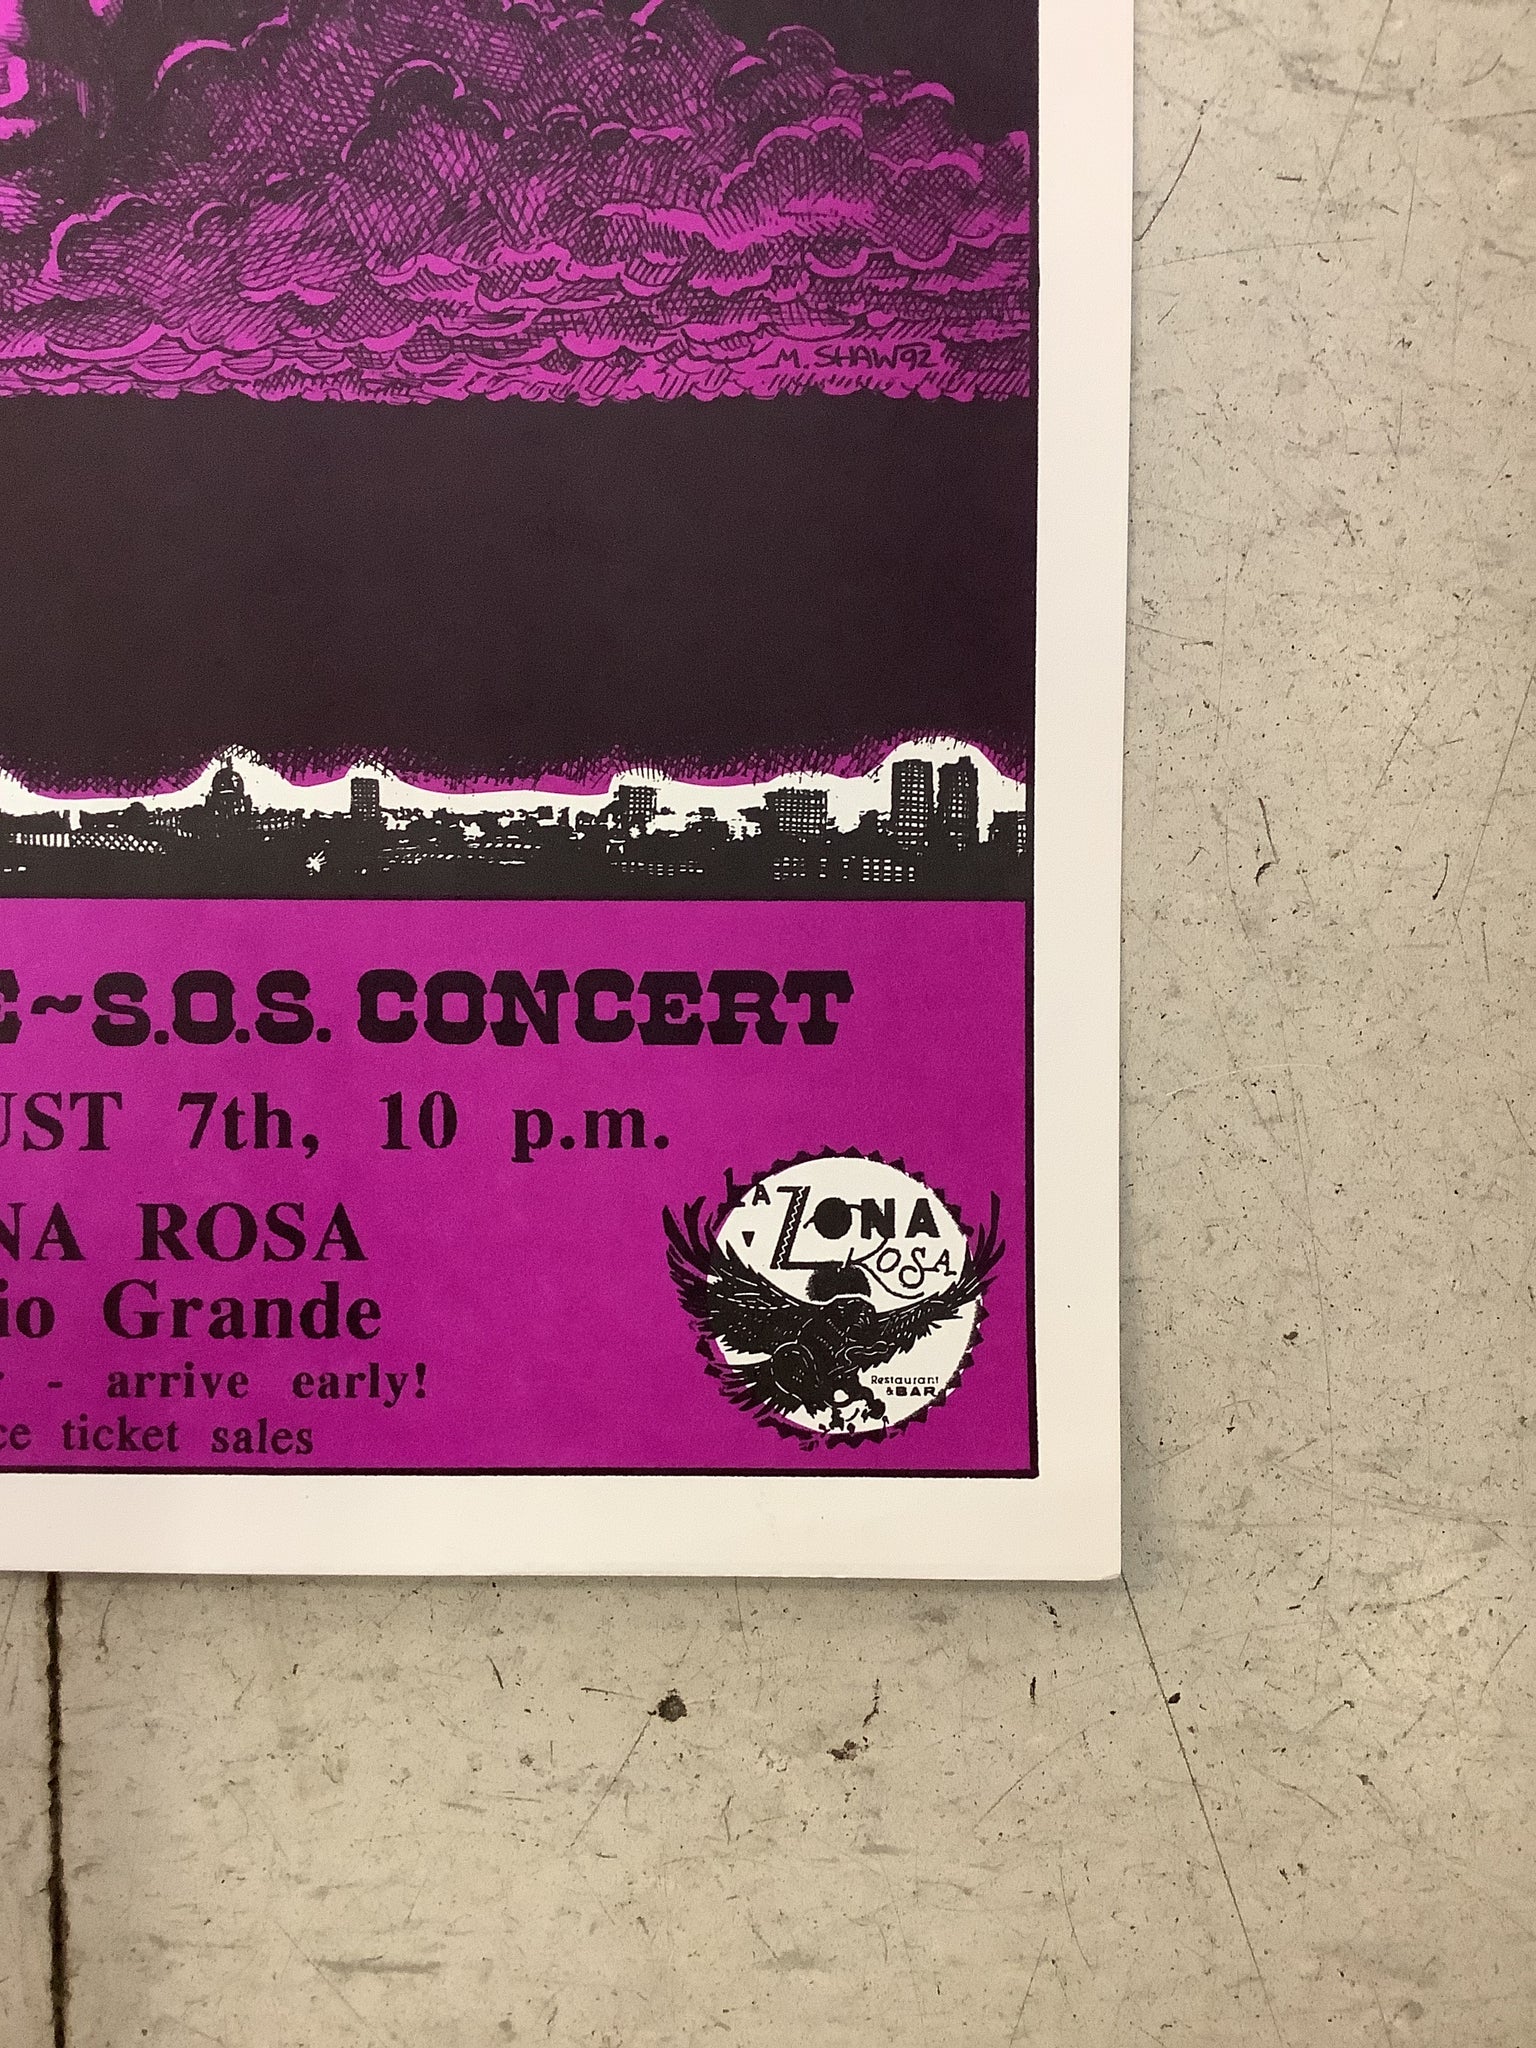 M. SHAW 92
E~S.O.S. CONCERT
UST 7th, 10 p.m.
NA ROSA
io Grande
- arrive early!
ce ticket sales
LA ZONA
ROSA
Restaurant
& BAR